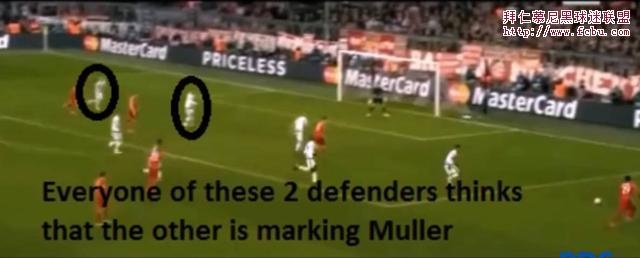 拜仁慕尼黑球迷联盟
http://www.fcbu.com
MasterCard
PRICELESS
MasterCard
MasterCard
Everyone of these 2 defenders thinks
that the other is marking Muller